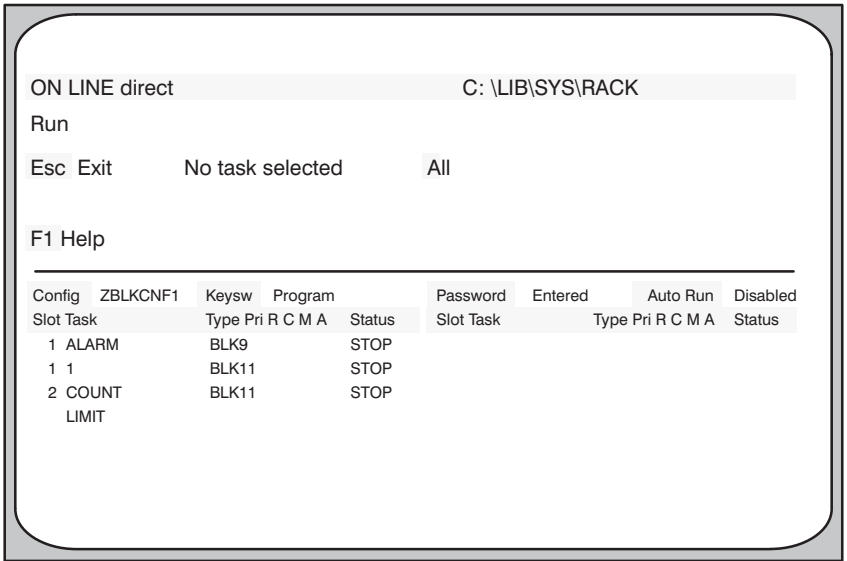 ON LINE direct C: \LIB\SYS\RACK
Run
Esc Exit No task selected All
F1 Help
Config ZBLKCNF1 Keysw Program Password Entered Auto Run Disabled
Slot Task Type Pri R C M A Status Slot Task Type Pri R C M A Status
1 ALARM BLK9 STOP
1 1 BLK11 STOP
2 COUNT BLK11 STOP
LIMIT